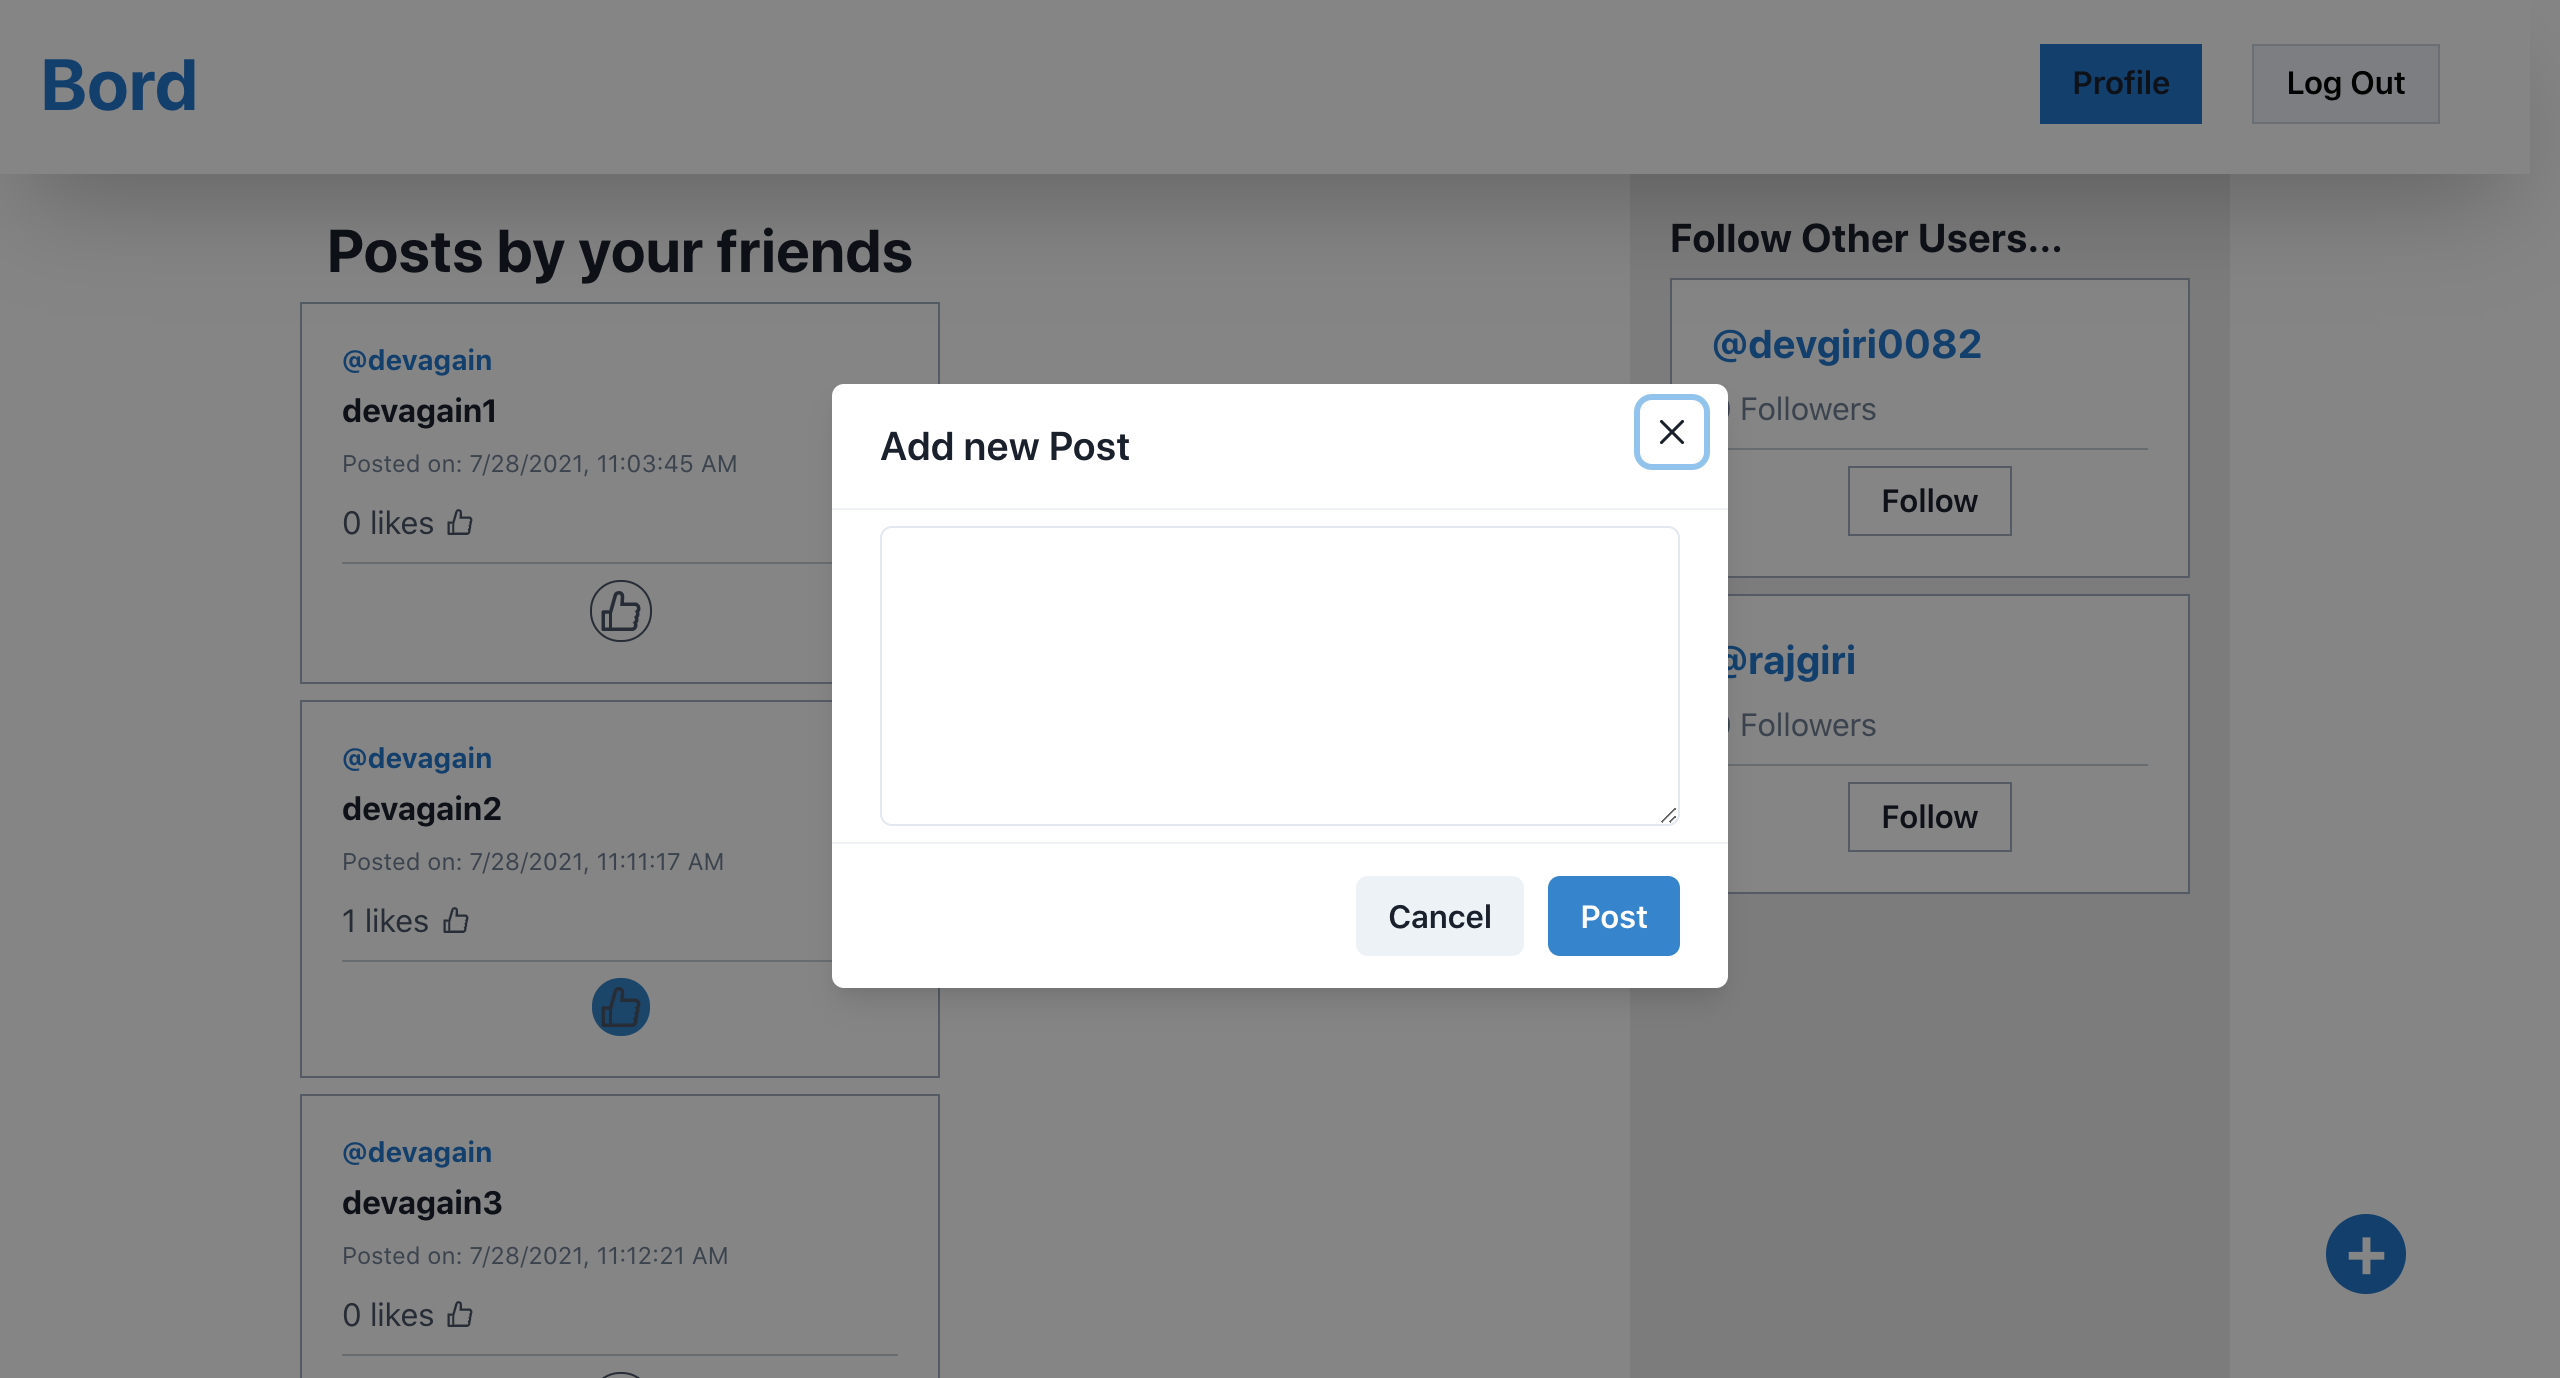 Bord
Profile
Log Out
Posts by your friends
@devagain
devagain1
Posted on: 7/28/2021, 11:03:45 AM
0 likes
@devagain
devagain2
Posted on: 7/28/2021, 11:11:17 AM
1 likes
@devagain
devagain3
Posted on: 7/28/2021, 11:12:21 AM
0 likes
Add new Post
Cancel
Post
Follow Other Users...
@devgiri0082
Followers
Follow
@rajgiri
Followers
Follow